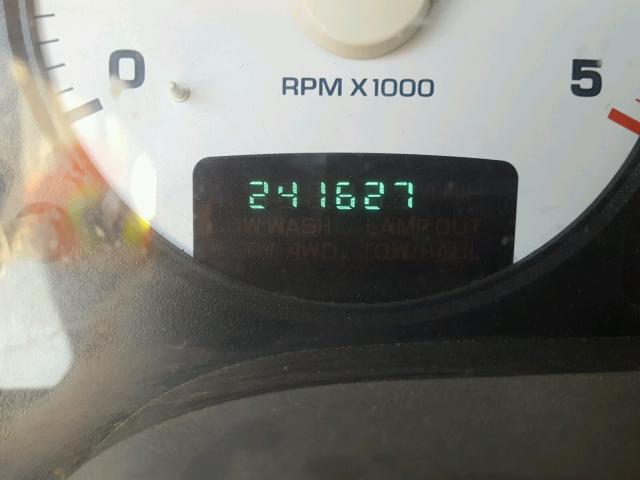 0
5
RPM X1000
241627
LOW WASH LAMP OUT
AWD TOW/HAUL